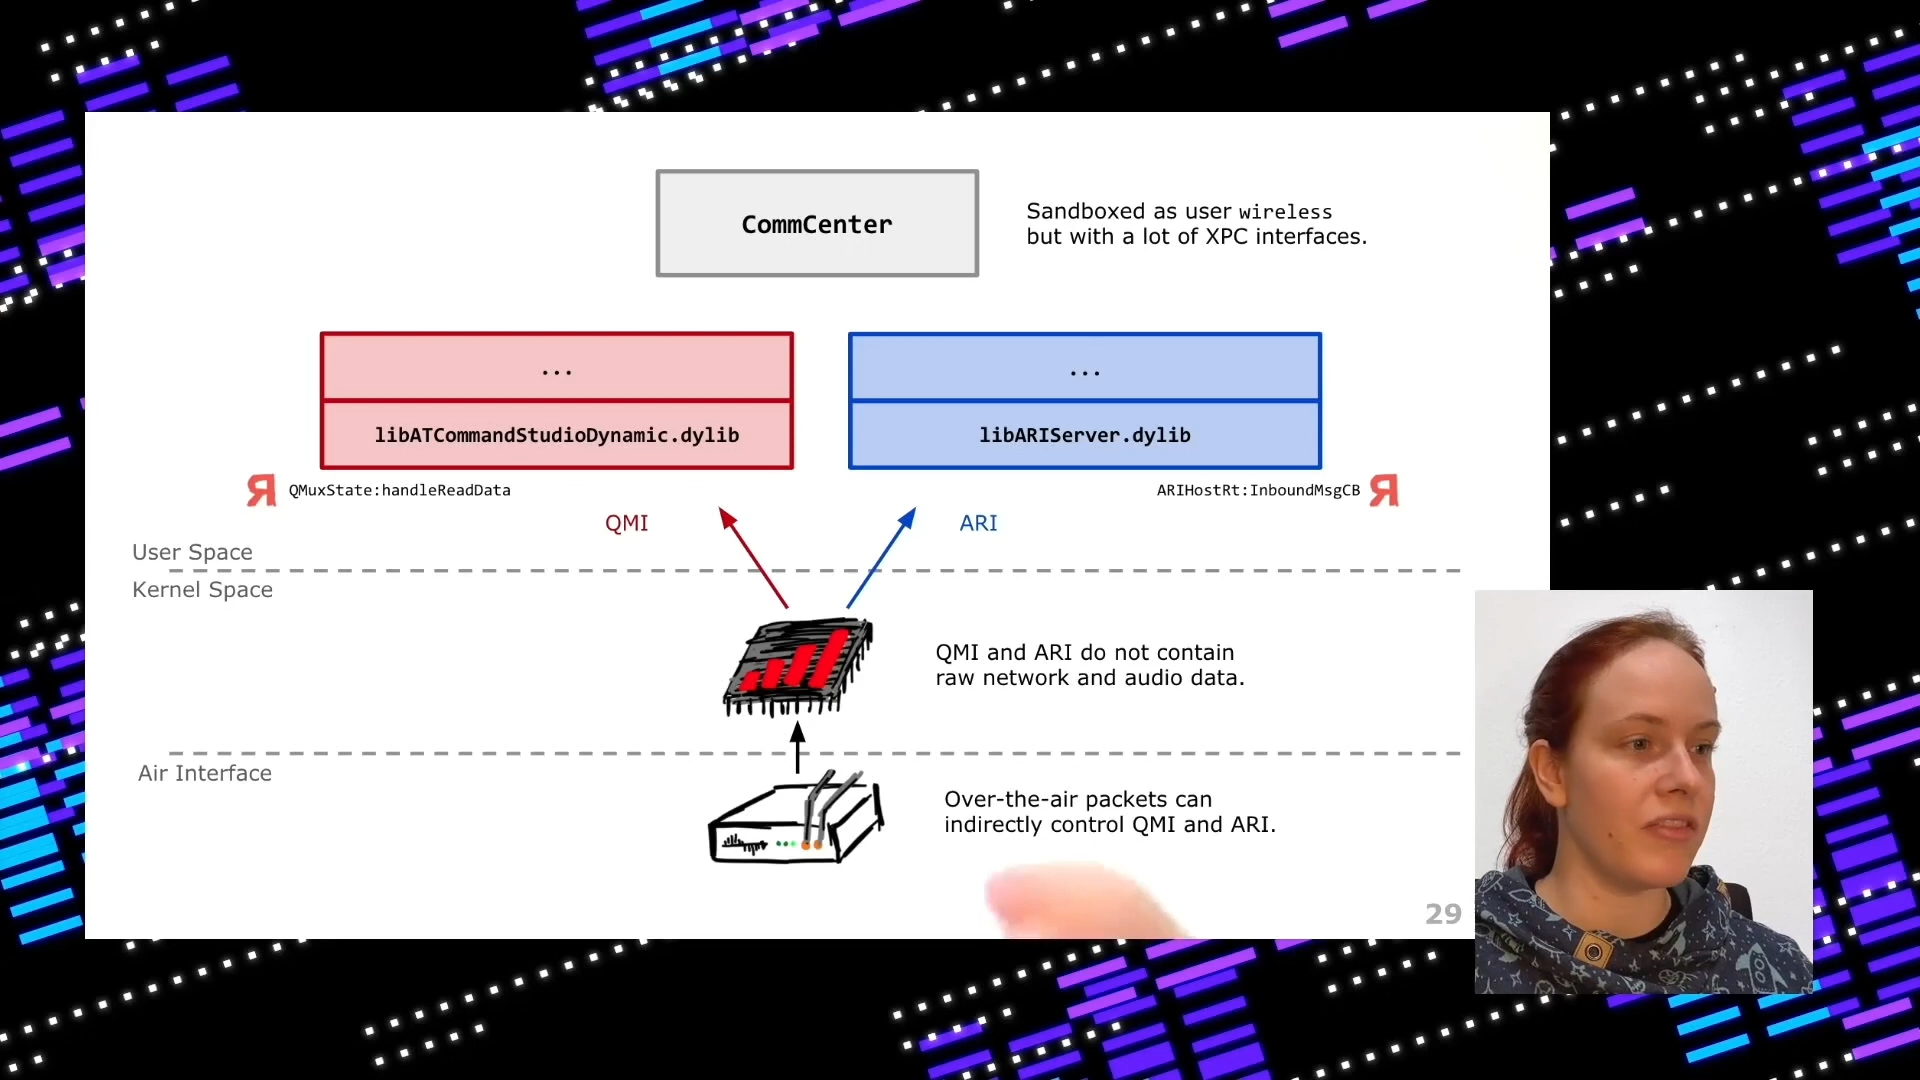 CommCenter
Sandboxed as user wireless
but with a lot of XPC interfaces.
...
libATCommandStudioDynamic.dylib
...
libARIServer.dylib
QMuxState:handleReadData
ARIHostRt:InboundMsgCB
QMI
ARI
User Space
Kernel Space
QMI and ARI do not contain
raw network and audio data.
Air Interface
Over-the-air packets can
indirectly control QMI and ARI.
29